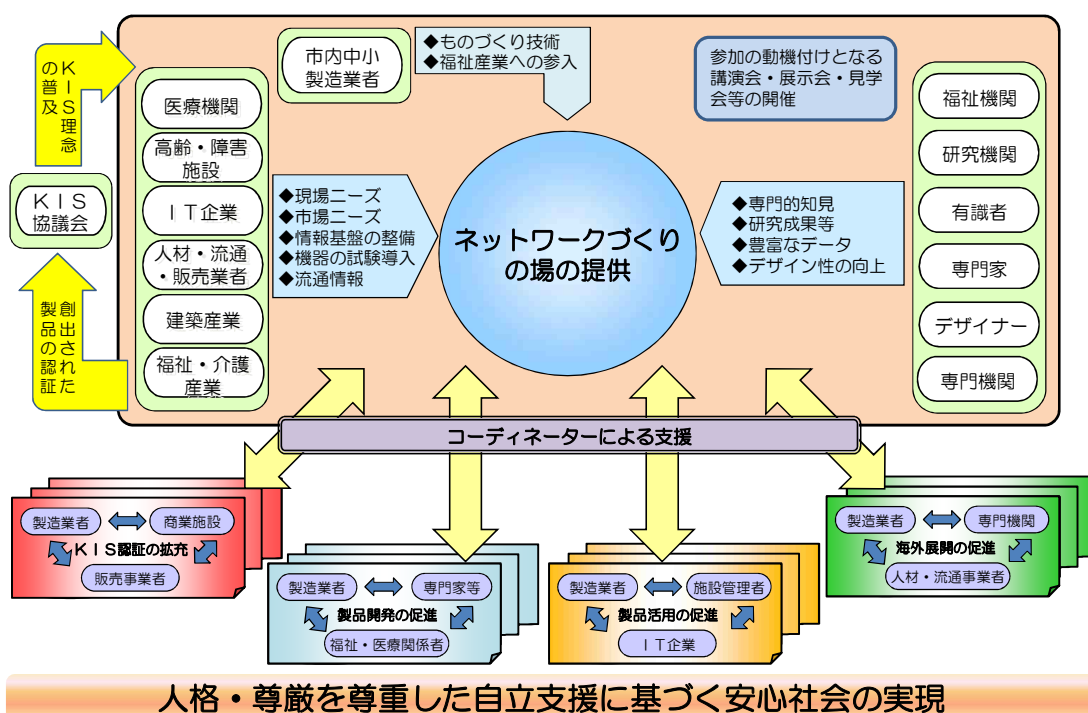 KIS理念
の普及
KIS
協議会
創出された
製品の認証
医療機関
高齢・障害
施設
IT企業
人材・流通
・販売業者
建築産業
福祉・介護
産業
市内中小
製造業者
◆ものづくり技術
◆福祉産業への参入
参加の動機付けとなる
講演会・展示会・見学
会等の開催
◆現場ニーズ
◆市場ニーズ
◆情報基盤の整備
◆機器の試験導入
◆流通情報
ネットワークづくり
の場の提供
◆専門的知見
◆研究成果等
◆豊富なデータ
◆デザイン性の向上
福祉機関
研究機関
有識者
専門家
デザイナー
専門機関
コーディネーターによる支援
製造業者
商業施設
KIS認証の拡充
販売事業者
製造業者
専門家等
製品開発の促進
福祉・医療関係者
製造業者
施設管理者
製品活用の促進
IT企業
製造業者
専門機関
海外展開の促進
人材・流通事業者
人格・尊厳を尊重した自立支援に基づく安心社会の実現